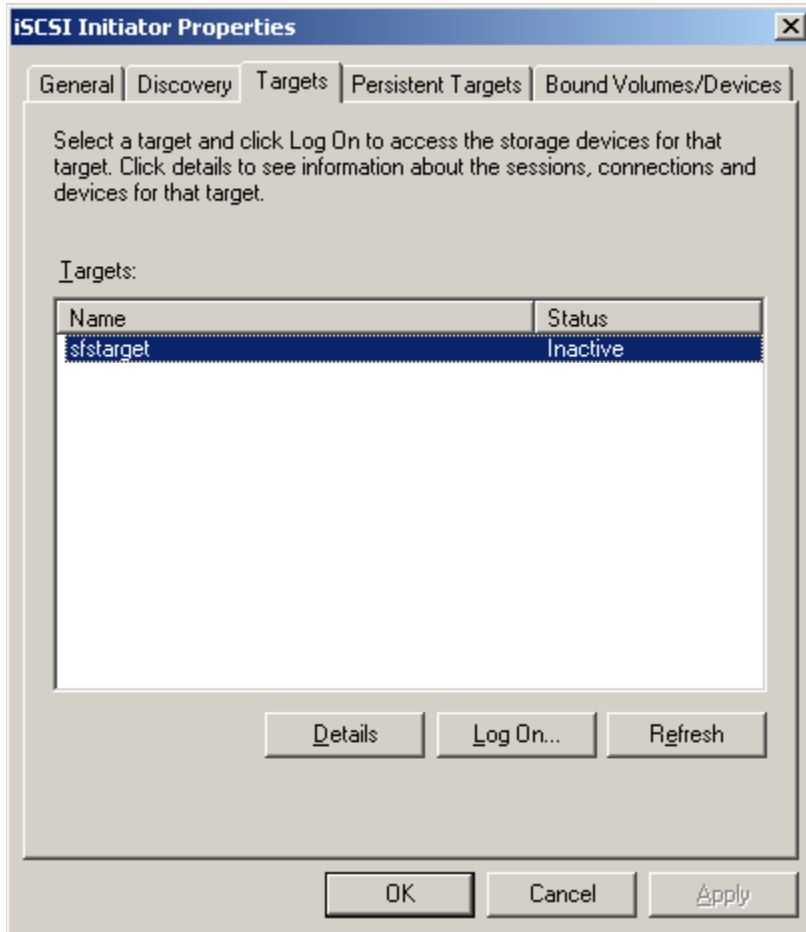 iSCSI Initiator Properties
General Discovery Targets Persistent Targets Bound Volumes/Devices
Select a target and click Log On to access the storage devices for that
target. Click details to see information about the sessions, connections and
devices for that target.
Targets:
Name Status
sfstarget Inactive
Details Log On... Refresh
OK Cancel Apply